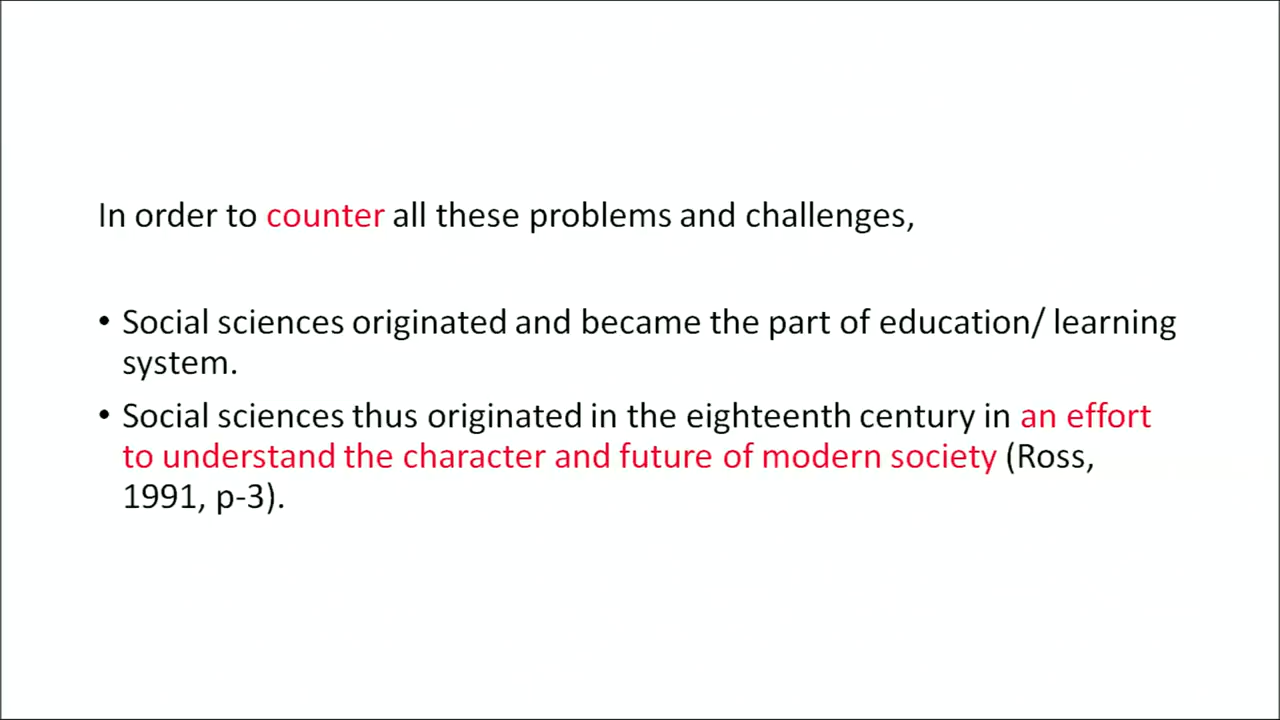 In order to counter all these problems and challenges,
• Social sciences originated and became the part of education/ learning
system.
• Social sciences thus originated in the eighteenth century in an effort
to understand the character and future of modern society (Ross,
1991, p-3).